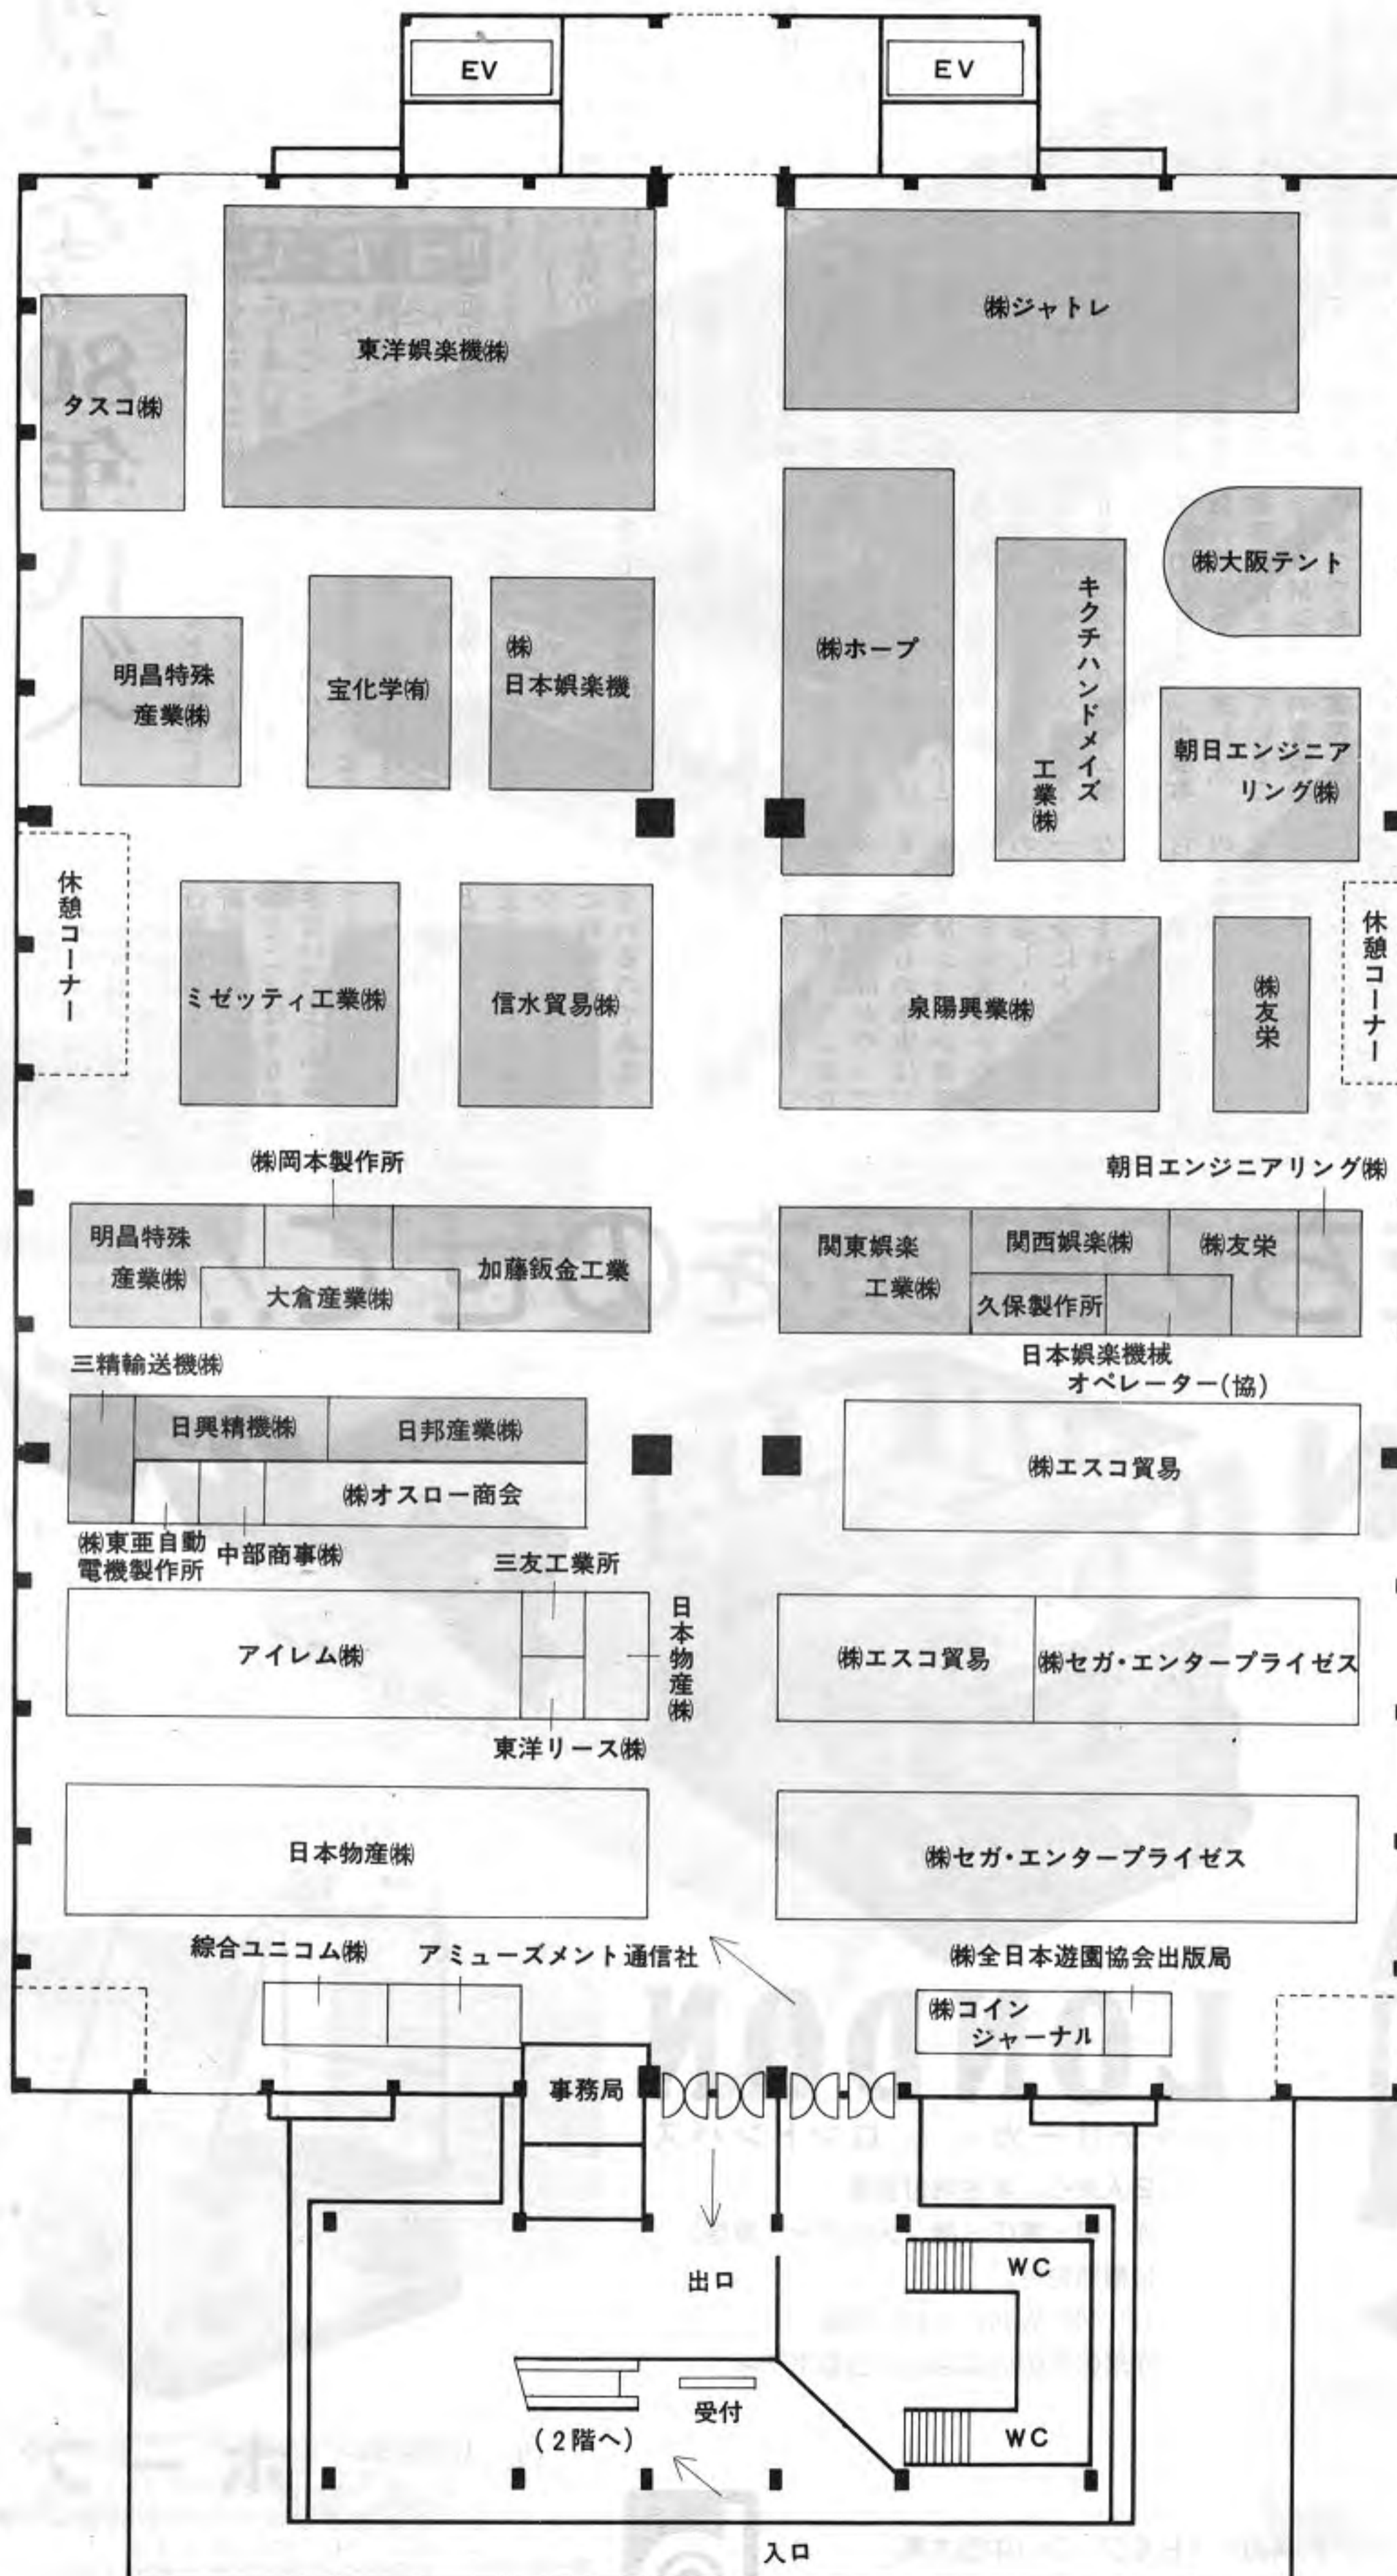 EV
EV
東洋娯楽機㈱
㈱ジャトレ
タスコ㈱
㈱ホープ
キクチハンドメイズ
工業㈱
㈱大阪テント
明昌特殊
産業㈱
宝化学㈲
㈱
日本娯楽機
朝日エンジニア
リング㈱
休憩コーナー
ミゼッティ工業㈱
信水貿易㈱
泉陽興業㈱
㈱友栄
休憩コーナー
㈱岡本製作所
朝日エンジニアリング㈱
明昌特殊
産業㈱
大倉産業㈱
加藤鈑金工業
関東娯楽
工業㈱
関西娯楽㈱
㈱友栄
久保製作所
日本娯楽機械
オペレーター(協)
三精輸送機㈱
日興精機㈱
日邦産業㈱
㈱オスロー商会
㈱エスコ貿易
㈱東亜自動
電機製作所
中部商事㈱
三友工業所
アイレム㈱
日本物産㈱
㈱エスコ貿易
㈱セガ・エンタープライゼス
東洋リース㈱
日本物産㈱
㈱セガ・エンタープライゼス
綜合ユニコム㈱
アミューズメント通信社
㈱全日本遊園協会出版局
㈱コイン
ジャーナル
事務局
出口
WC
受付
(2階へ)
WC
入口